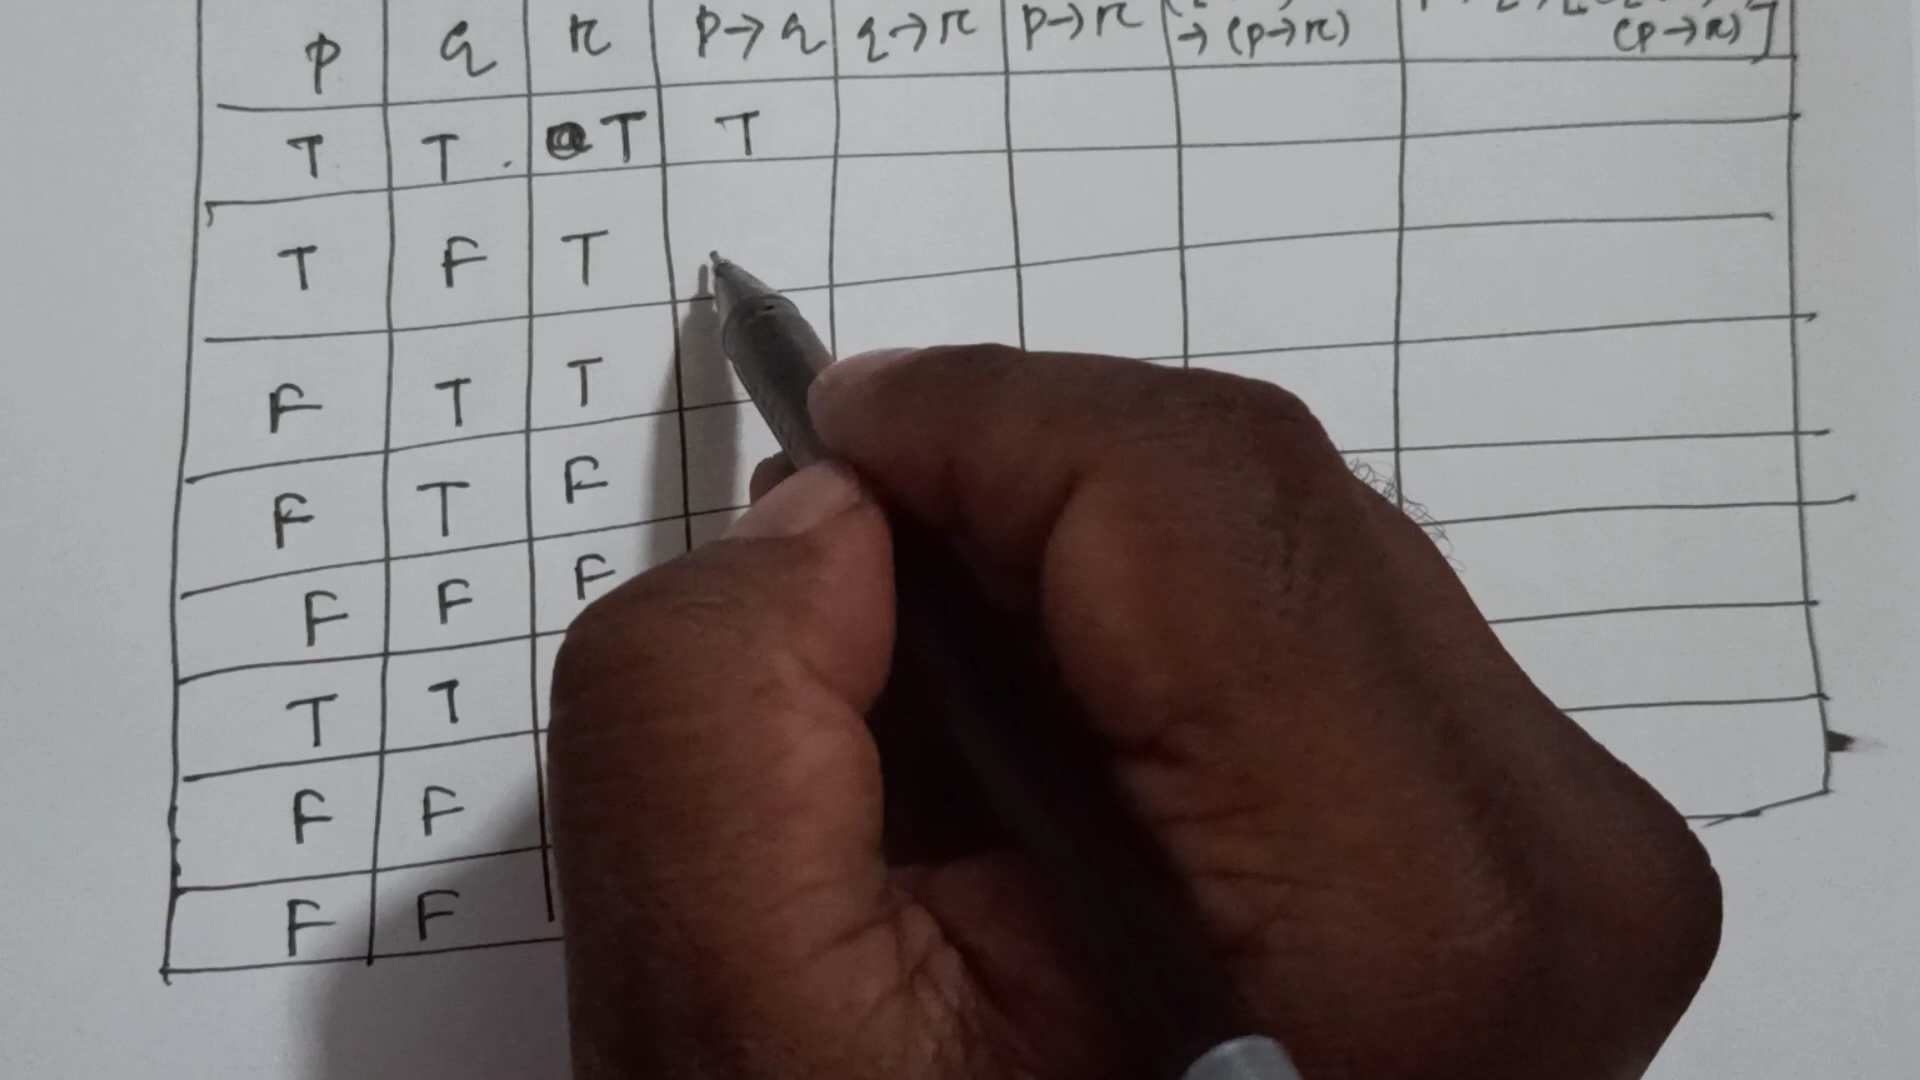 p q r p→q q→r p→r →(p→r) (p→r)]
T T T T
T F T
F T T
F T F
F F F
T T
F F
F F